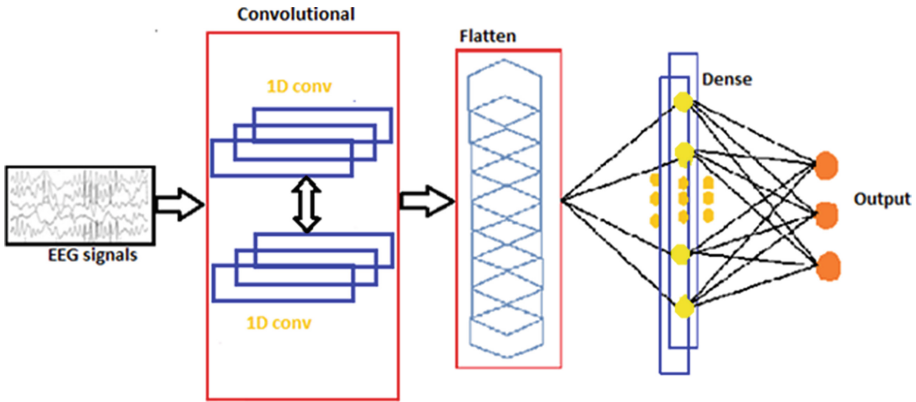 Convolutional
Flatten
1D conv
Dense
EEG signals
Output
1D conv